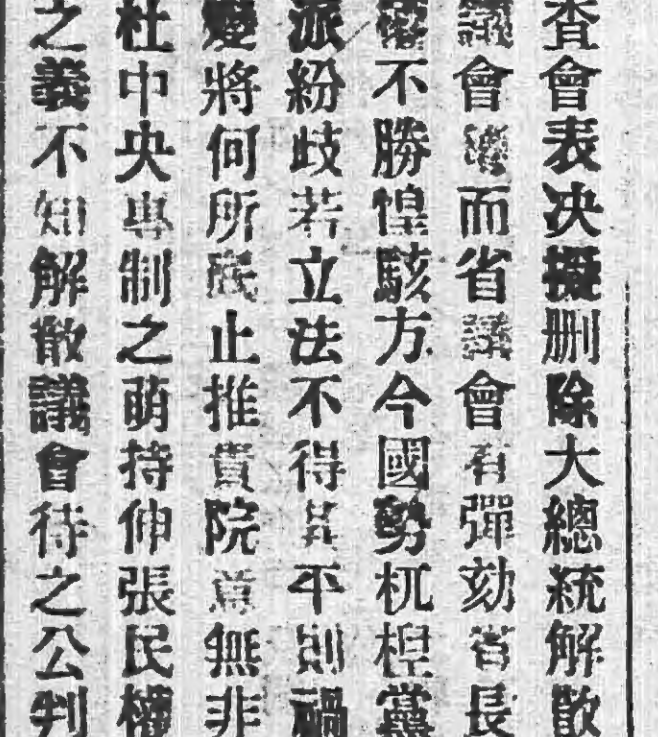 查會表决擬刪除大總統解散
議會權而省議會有彈劾省長
權不勝惶駭方今國勢杌隉黨
派紛歧若立法不得其平則禍
變將何所底止推貴院意無非
杜中央專制之萌持伸張民權
之義不知解散議會待之公判